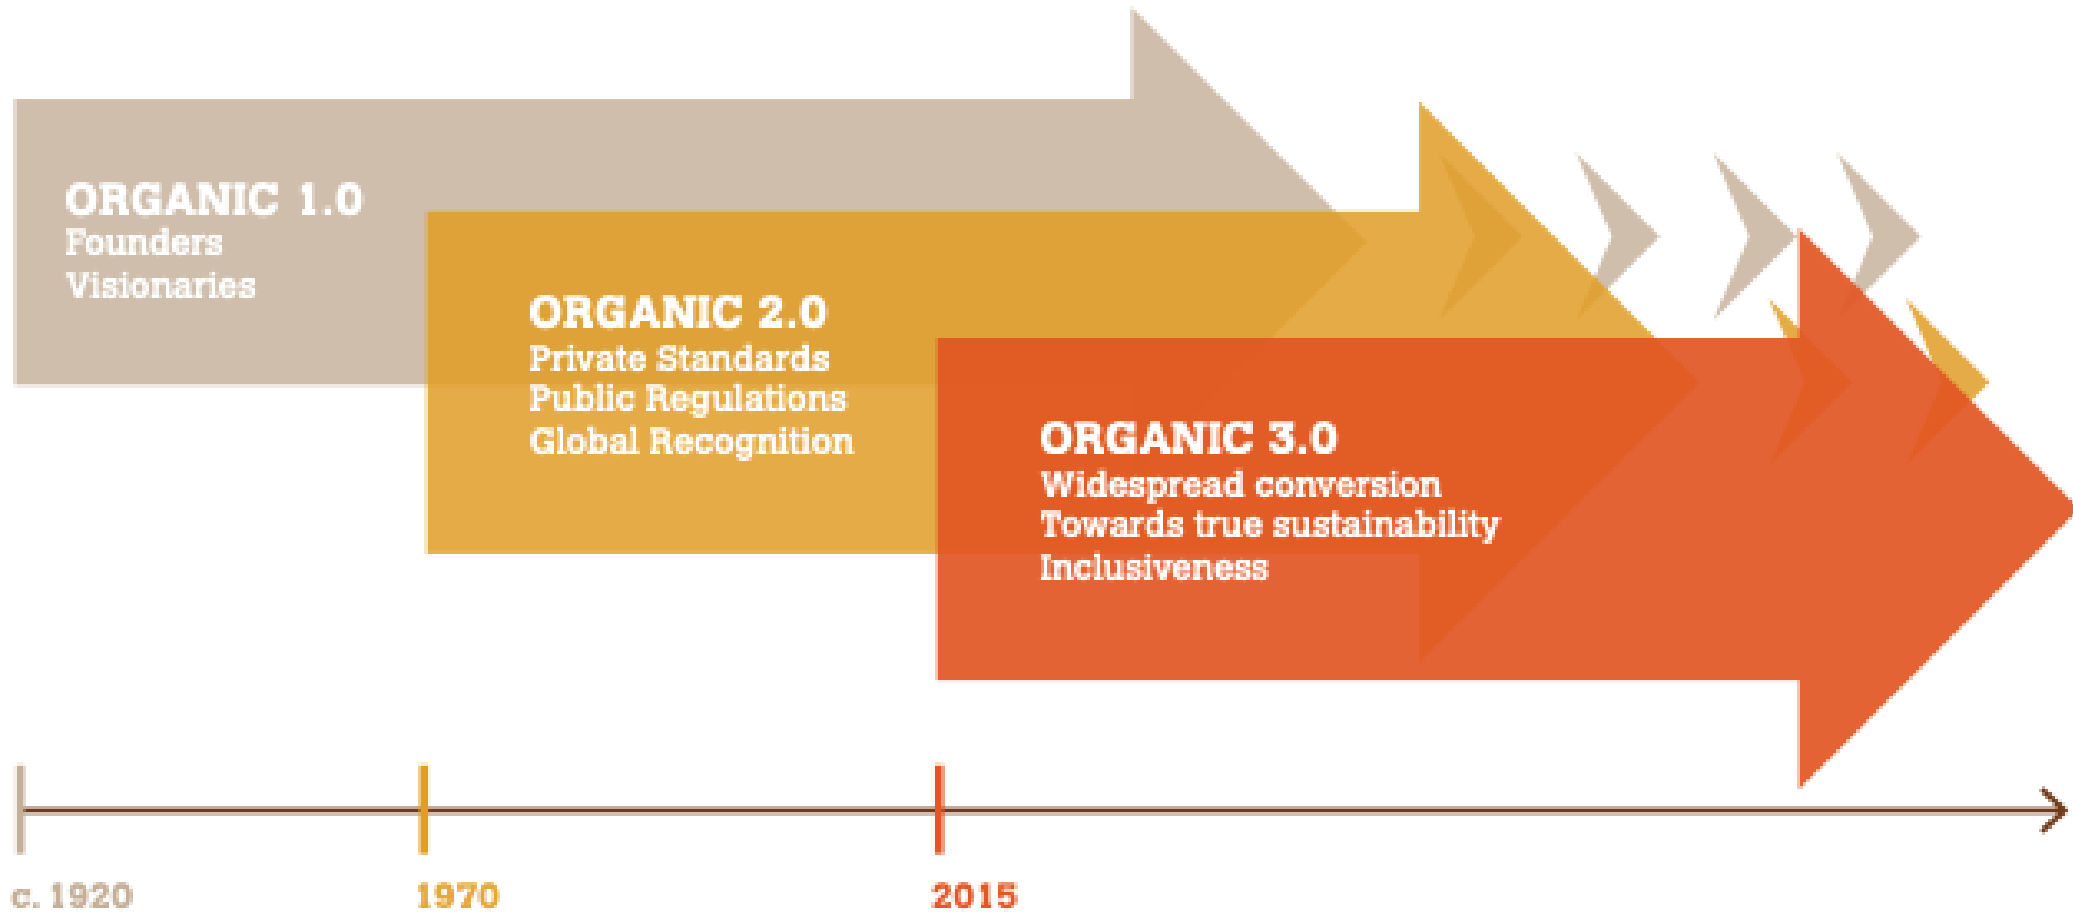 ORGANIC 1.0
Founders
Visionaries
ORGANIC 2.0
Private Standards
Public Regulations
Global Recognition
ORGANIC 3.0
Widespread conversion
Towards true sustainability
Inclusiveness
c. 1920
1970
2015